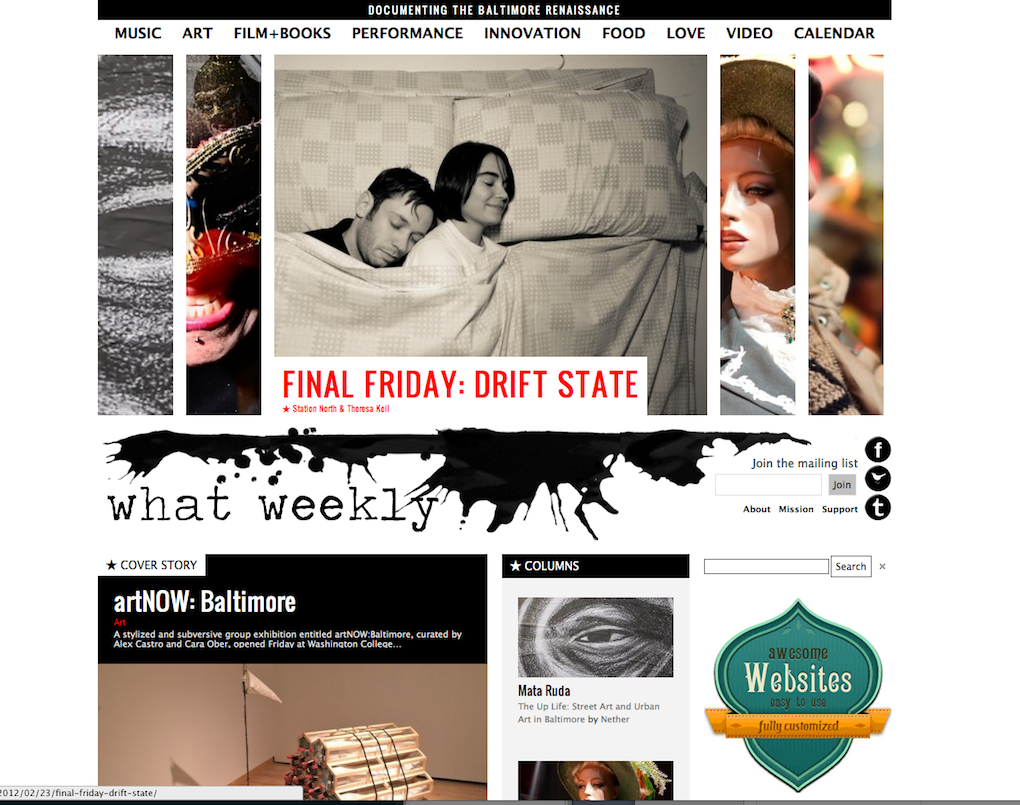 DOCUMENTING THE BALTIMORE RENAISSANCE
MUSIC ART FILM+BOOKS PERFORMANCE INNOVATION FOOD LOVE VIDEO CALENDAR
FINAL FRIDAY: DRIFT STATE
★ Station North & Theresa Keil
what weekly
Join the mailing list
Join
About Mission Support
f
t
★ COVER STORY
artNOW: Baltimore
Art
A stylized and subversive group exhibition entitled artNOW:Baltimore, curated by
Alex Castro and Cara Ober, opened Friday at Washington College...
★ COLUMNS
Mata Ruda
The Up Life: Street Art and Urban
Art in Baltimore by Nether
Search ×
awesome
Websites
easy to use
fully customized
2012/02/23/final-friday-drift-state/